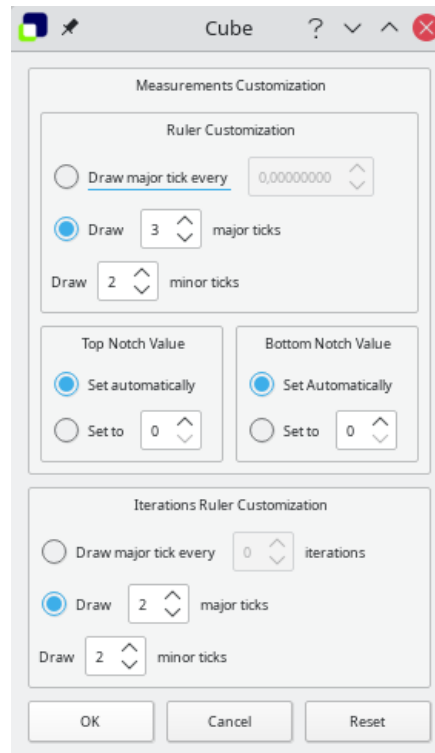 Cube
Measurements Customization
Ruler Customization
Draw major tick every 0,00000000
Draw 3 major ticks
Draw 2 minor ticks
Top Notch Value
Set automatically
Set to 0
Bottom Notch Value
Set Automatically
Set to 0
Iterations Ruler Customization
Draw major tick every 0 iterations
Draw 2 major ticks
Draw 2 minor ticks
OK Cancel Reset